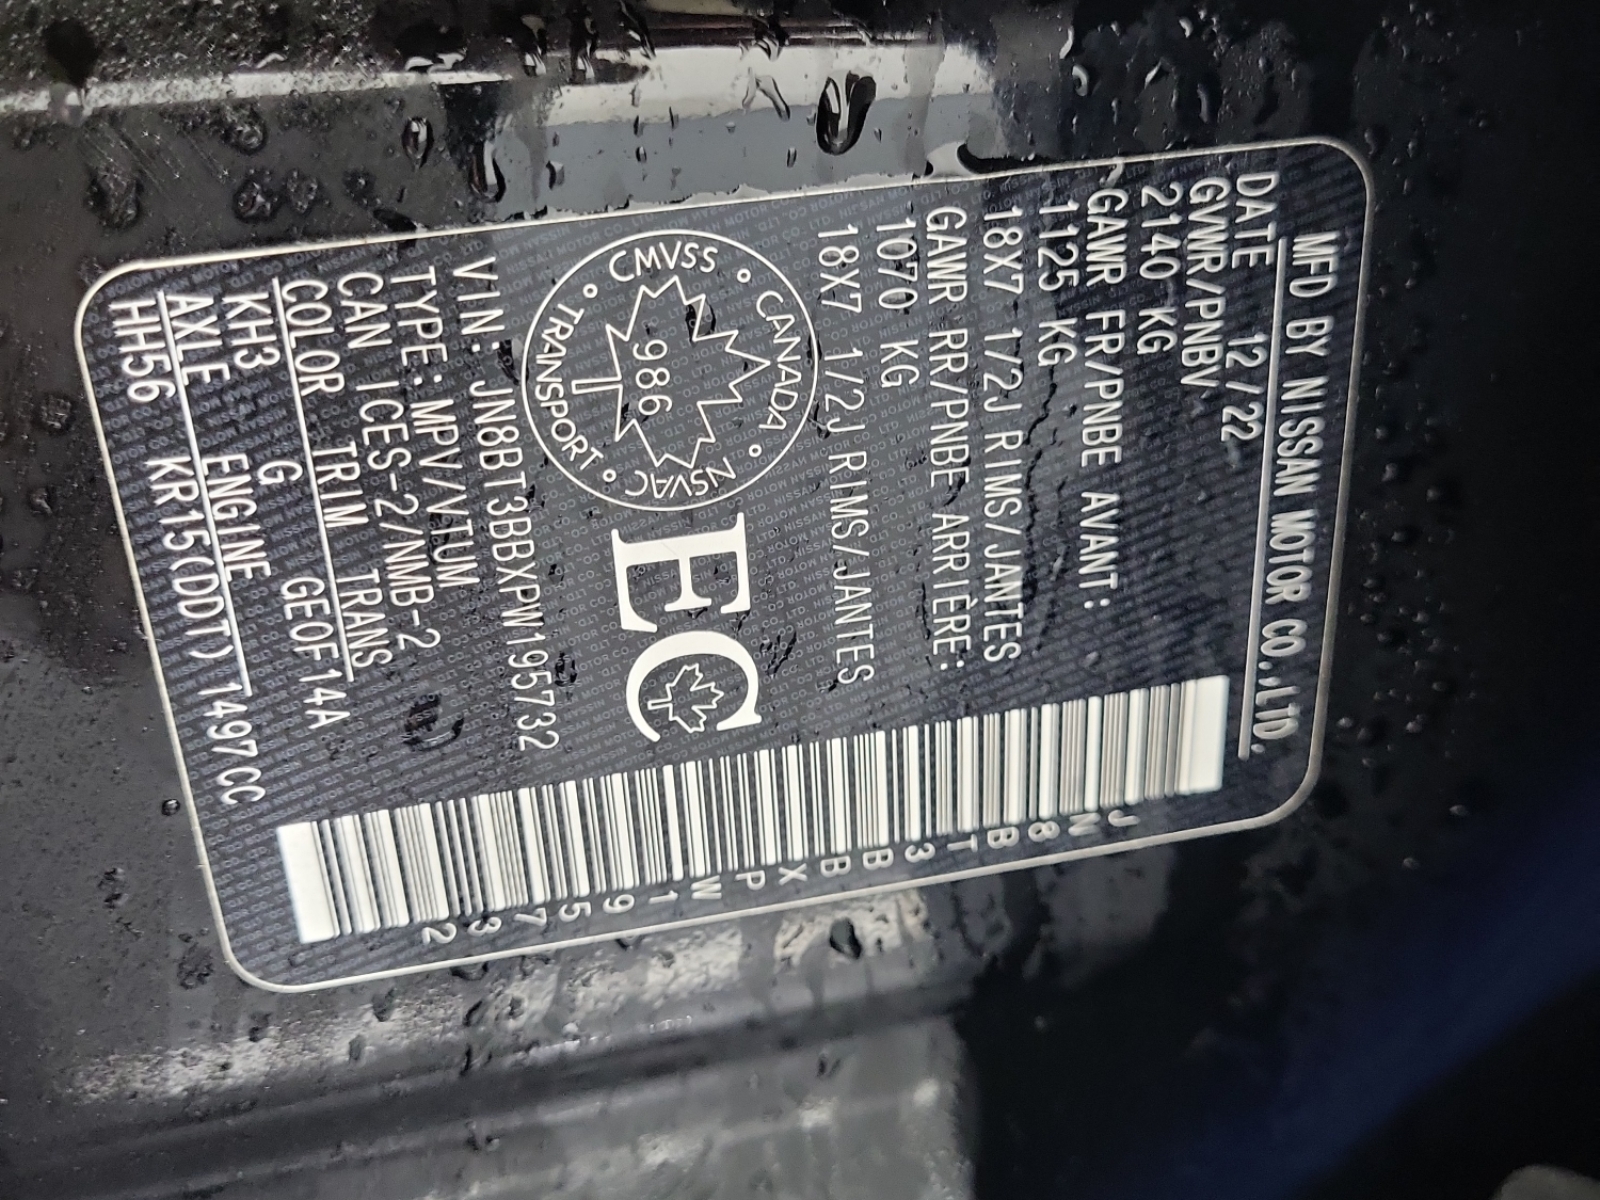 MFD BY NISSAN MOTOR CO.,LTD.
DATE 12/22
GVWR/PNBV
2140 KG
GAWR FR/PNBE AVANT:
1125 KG
18X7 1/2J RIMS/JANTES
GAWR RR/PNBE ARRIÈRE:
1070 KG
18X7 1/2J RIMS/JANTES
CMVSS CANADA NSVAC TRANSPORT
986
EC
VIN: JN8BT3BBXPW195732
TYPE: MPV/VTUM
CAN ICES-2/NMB-2
COLOR TRIM TRANS
KH3 G GE0F14A
AXLE ENGINE
HH56 KR15(DDT) 1497CC
JN8BT3BBXPW195732